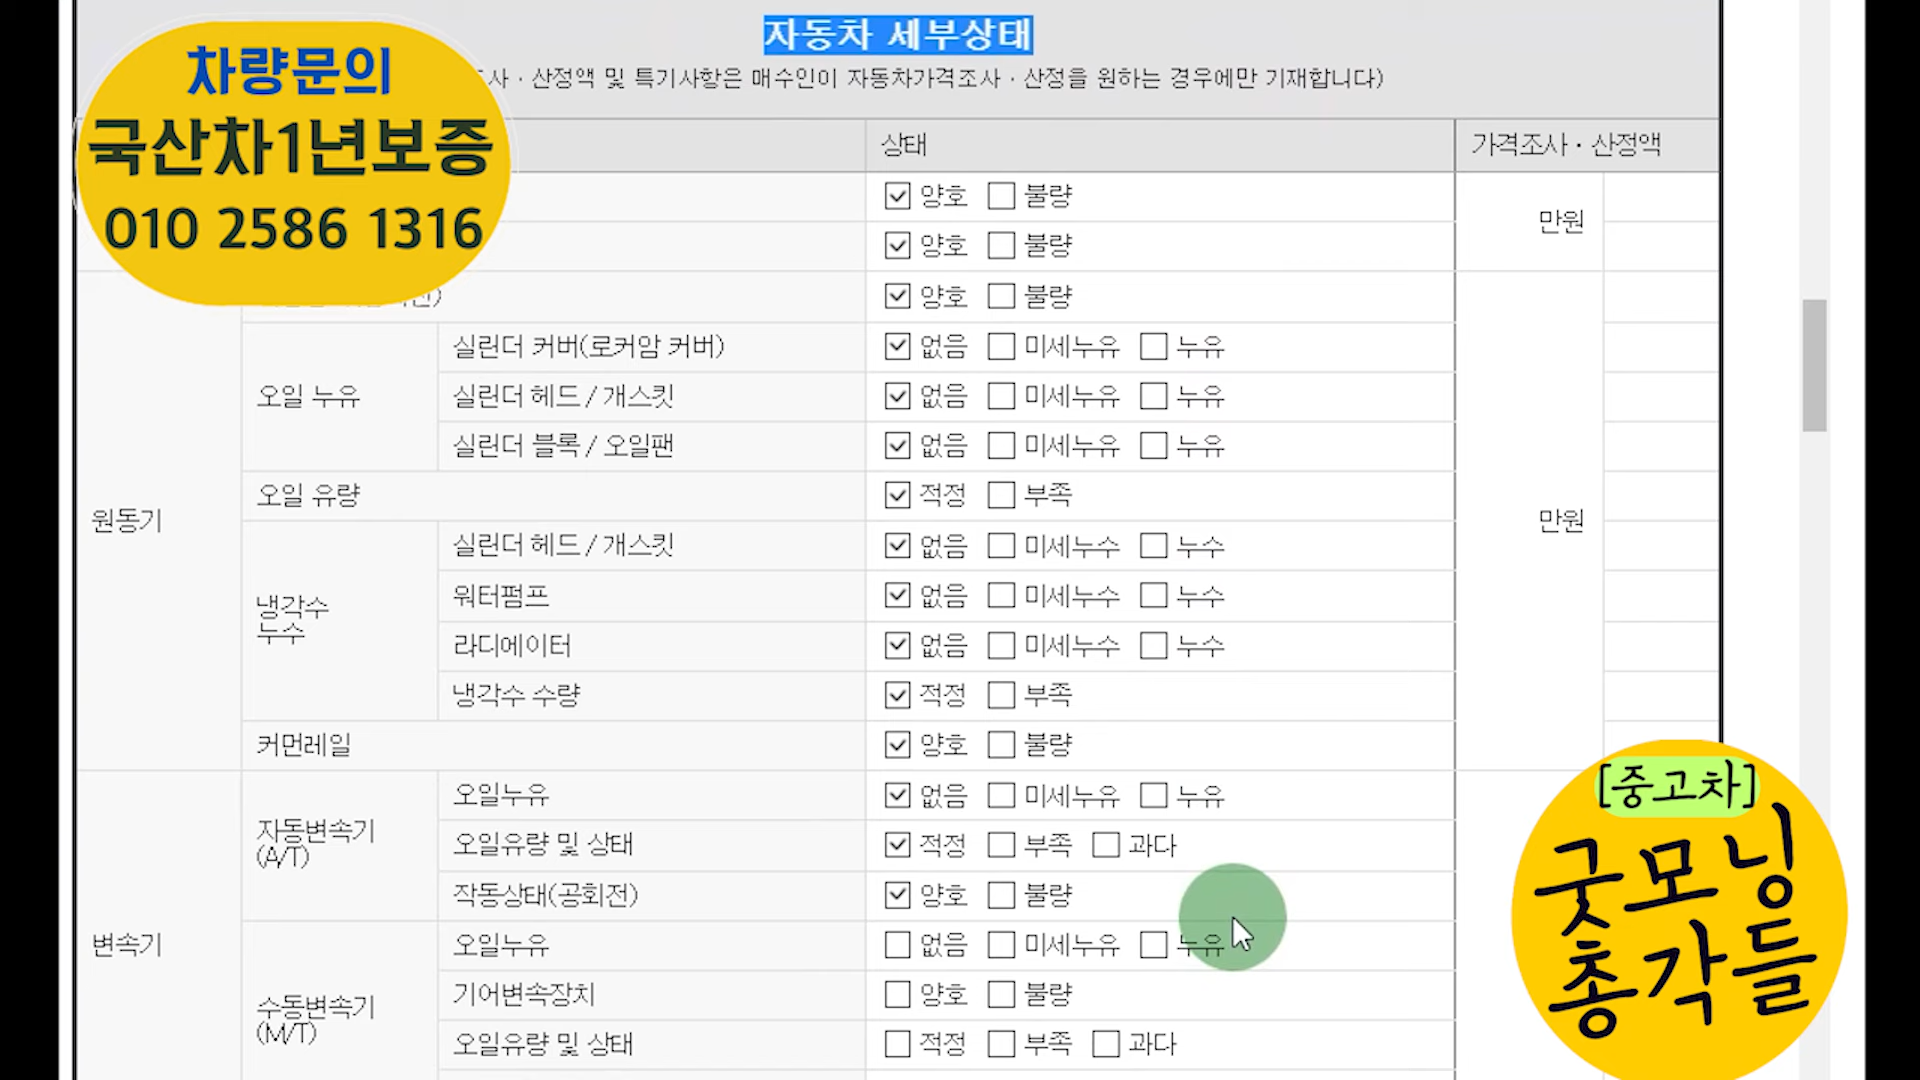 자동차 세부상태
사 · 산정액 및 특기사항은 매수인이 자동차가격조사 · 산정을 원하는 경우에만 기재합니다)
차량문의
국산차1년보증
010 2586 1316
상태 가격조사 · 산정액
양호 불량 만원
양호 불량
양호 불량
원동기 만원
오일 누유
실린더 커버(로커암 커버) 없음 미세누유 누유
실린더 헤드 / 개스킷 없음 미세누유 누유
실린더 블록 / 오일팬 없음 미세누유 누유
오일 유량 적정 부족
냉각수
누수
실린더 헤드 / 개스킷 없음 미세누수 누수
워터펌프 없음 미세누수 누수
라디에이터 없음 미세누수 누수
냉각수 수량 적정 부족
커먼레일 양호 불량
변속기
자동변속기
(A/T)
오일누유 없음 미세누유 누유
오일유량 및 상태 적정 부족 과다
작동상태(공회전) 양호 불량
수동변속기
(M/T)
오일누유 없음 미세누유 누유
기어변속장치 양호 불량
오일유량 및 상태 적정 부족 과다
[중고차]
굿모닝
총각들